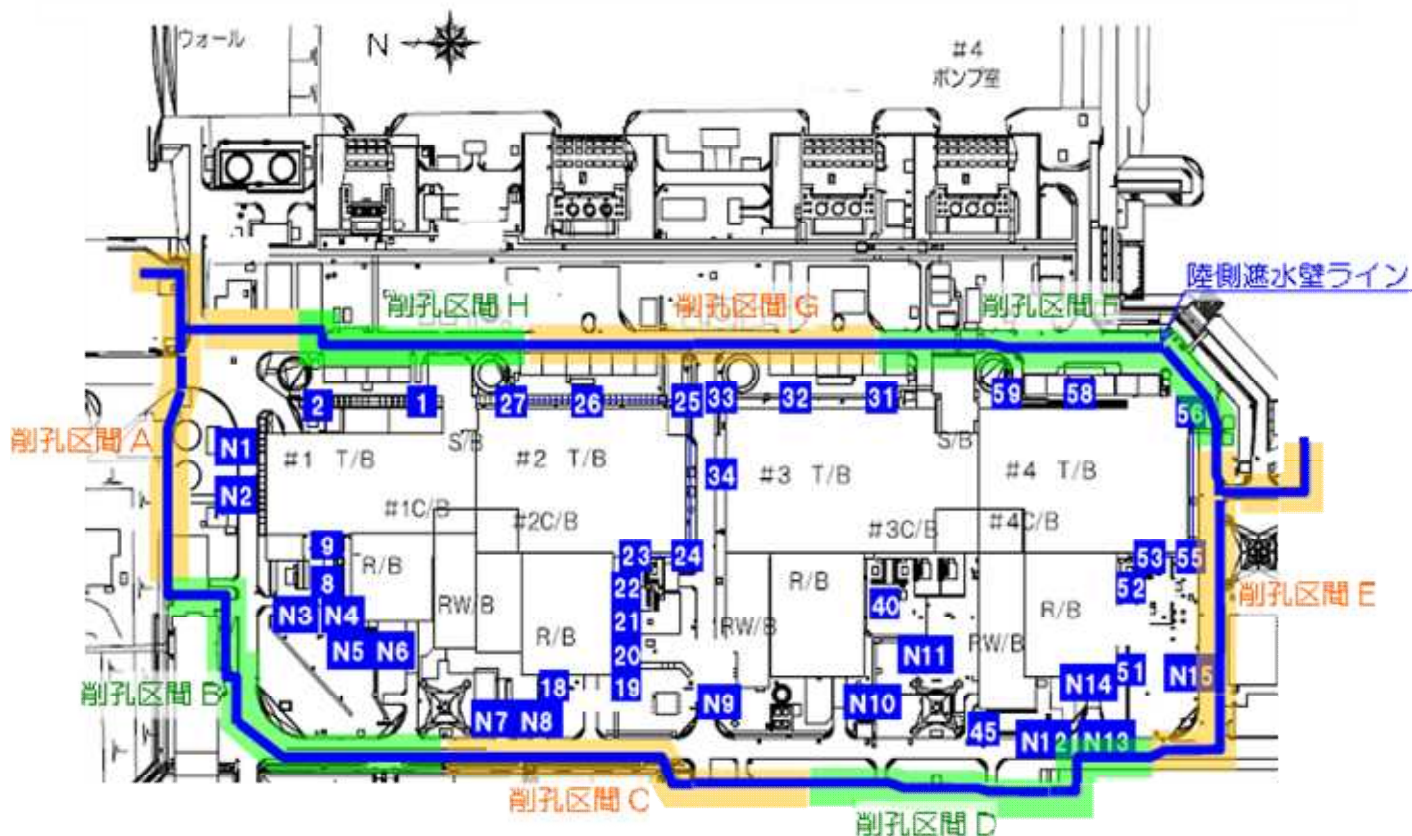 ウォール
N
#4
ポンプ室
陸側遮水壁ライン
削孔区間 H
削孔区間 G
削孔区間 F
2
1
27
26
25
33
32
31
59
58
56
削孔区間 A
N1
N2
#1 T/B
S/B
#2 T/B
34
#3 T/B
S/B
#4 T/B
#1C/B
#2C/B
#3C/B
#4C/B
9
8
R/B
23
24
22
R/B
40
53
55
52
N3
N4
N5
N6
RW/B
R/B
21
20
19
18
RW/B
N11
RW/B
R/B
51
N14
N15
削孔区間 E
削孔区間 B
N7
N8
N9
N10
45
N12
N13
削孔区間 C
削孔区間 D